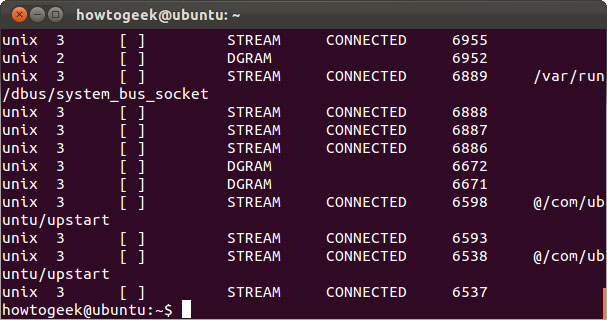 howtogeek@ubuntu: ~
unix 3 [ ] STREAM CONNECTED 6955
unix 2 [ ] DGRAM 6952
unix 3 [ ] STREAM CONNECTED 6889 /var/run
/dbus/system_bus_socket
unix 3 [ ] STREAM CONNECTED 6888
unix 3 [ ] STREAM CONNECTED 6887
unix 3 [ ] STREAM CONNECTED 6886
unix 3 [ ] DGRAM 6672
unix 3 [ ] DGRAM 6671
unix 3 [ ] STREAM CONNECTED 6598 @/com/ub
untu/upstart
unix 3 [ ] STREAM CONNECTED 6593
unix 3 [ ] STREAM CONNECTED 6538 @/com/ub
untu/upstart
unix 3 [ ] STREAM CONNECTED 6537
howtogeek@ubuntu:~$